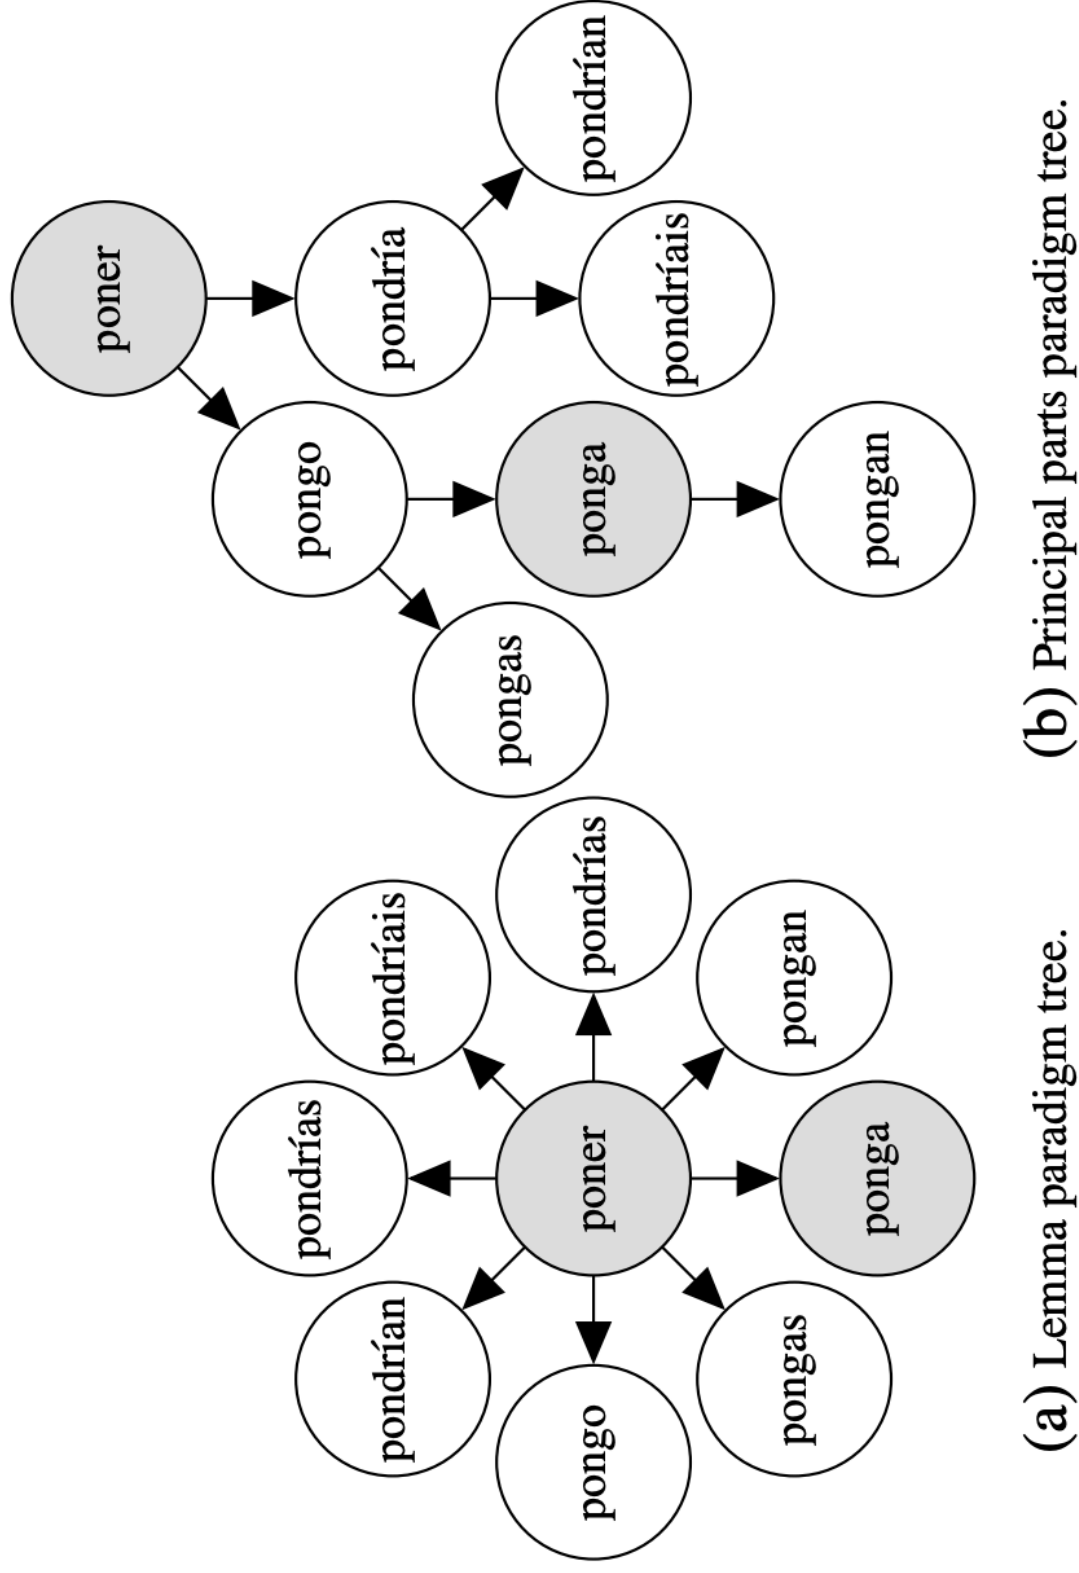 pondrías
pondrían
pondríais
pongo
poner
pondrías
pongas
pongan
ponga
(a) Lemma paradigm tree.
poner
pongo
pondría
pongas
ponga
pondrían
pondríais
pongan
(b) Principal parts paradigm tree.